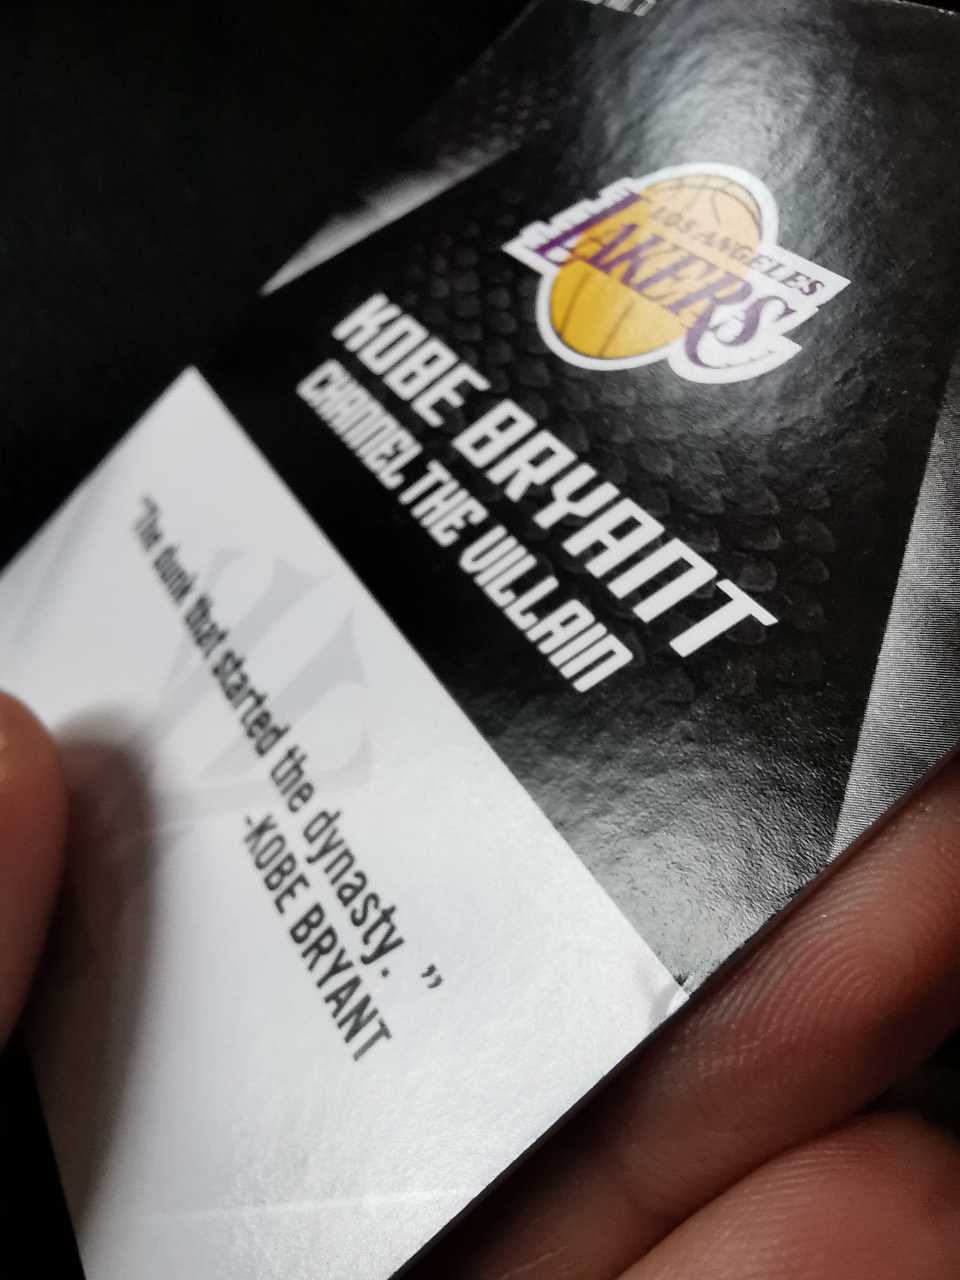 LOS ANGELES
LAKERS
KOBE BRYANT
CHANNEL THE VILLAIN
"The dunk that started the dynasty. ”
-KOBE BRYANT